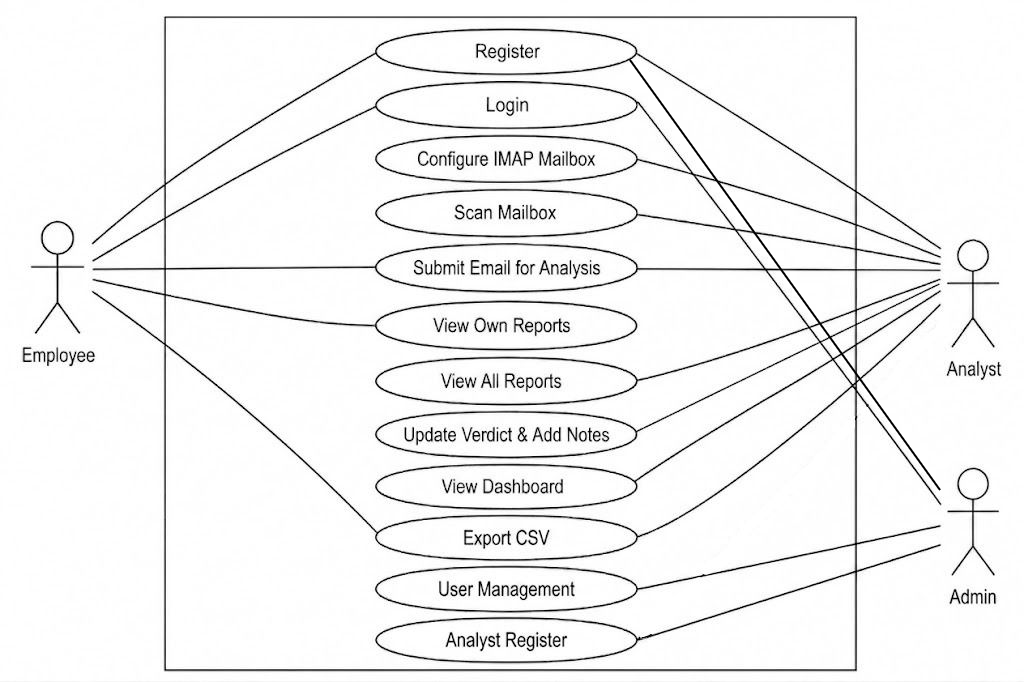 Register
Login
Configure IMAP Mailbox
Scan Mailbox
Submit Email for Analysis
View Own Reports
View All Reports
Update Verdict & Add Notes
View Dashboard
Export CSV
User Management
Analyst Register
Employee
Analyst
Admin